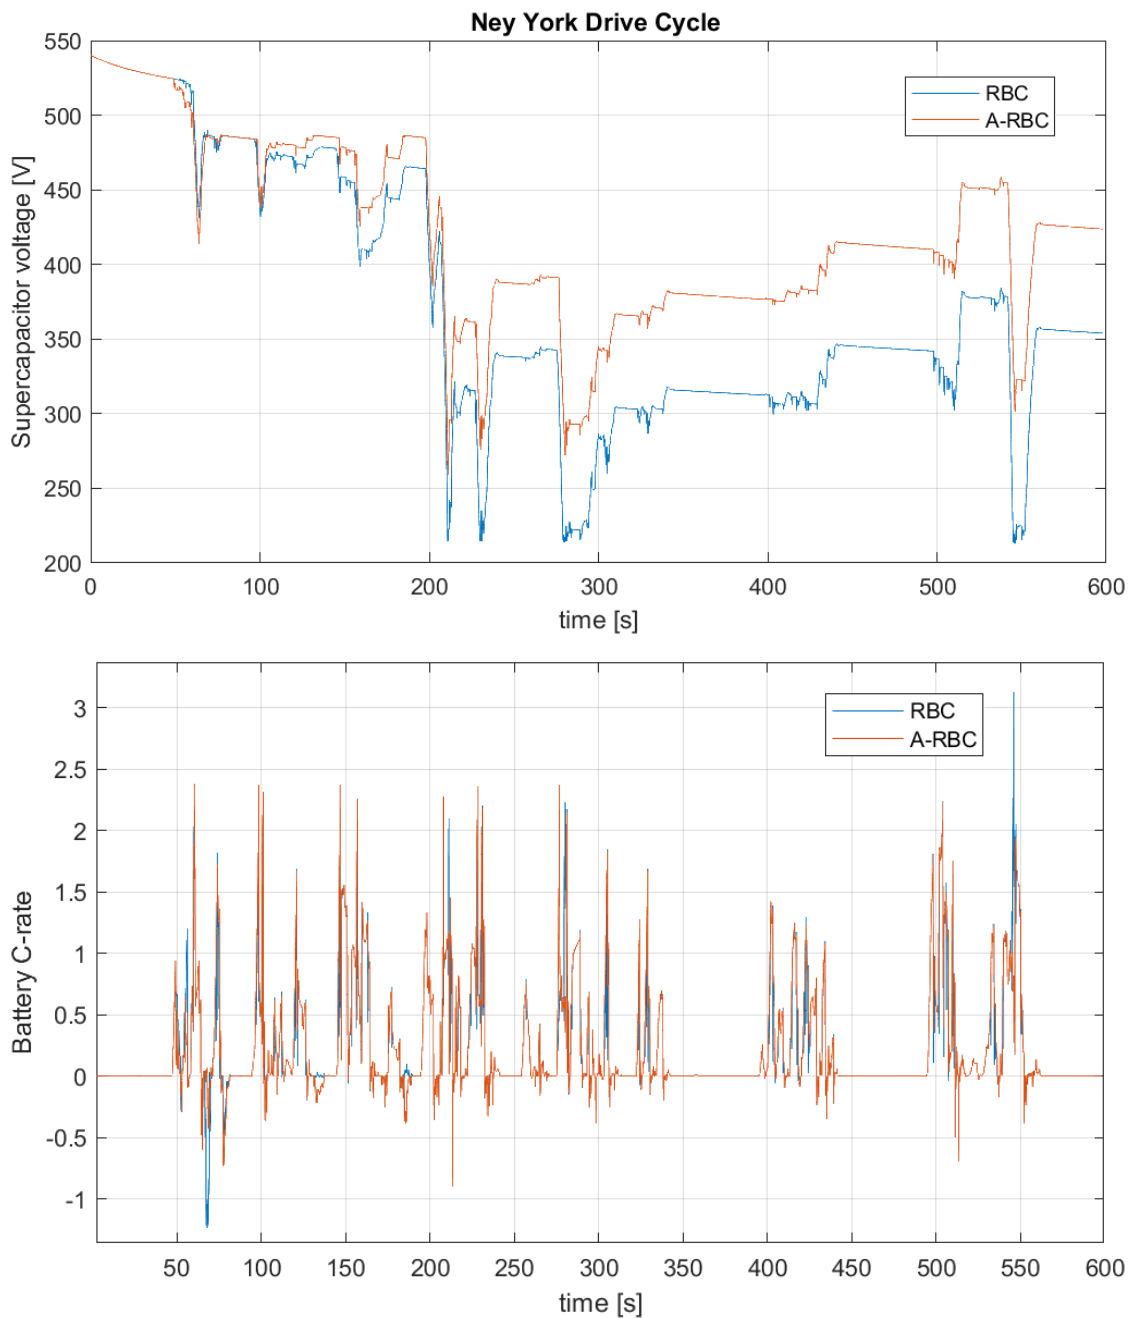 Ney York Drive Cycle
550
500
450
400
350
300
250
200
Supercapacitor voltage [V]
RBC
A-RBC
0 100 200 300 400 500 600
time [s]
3
2.5
2
1.5
1
0.5
0
-0.5
-1
Battery C-rate
RBC
A-RBC
50 100 150 200 250 300 350 400 450 500 550 600
time [s]